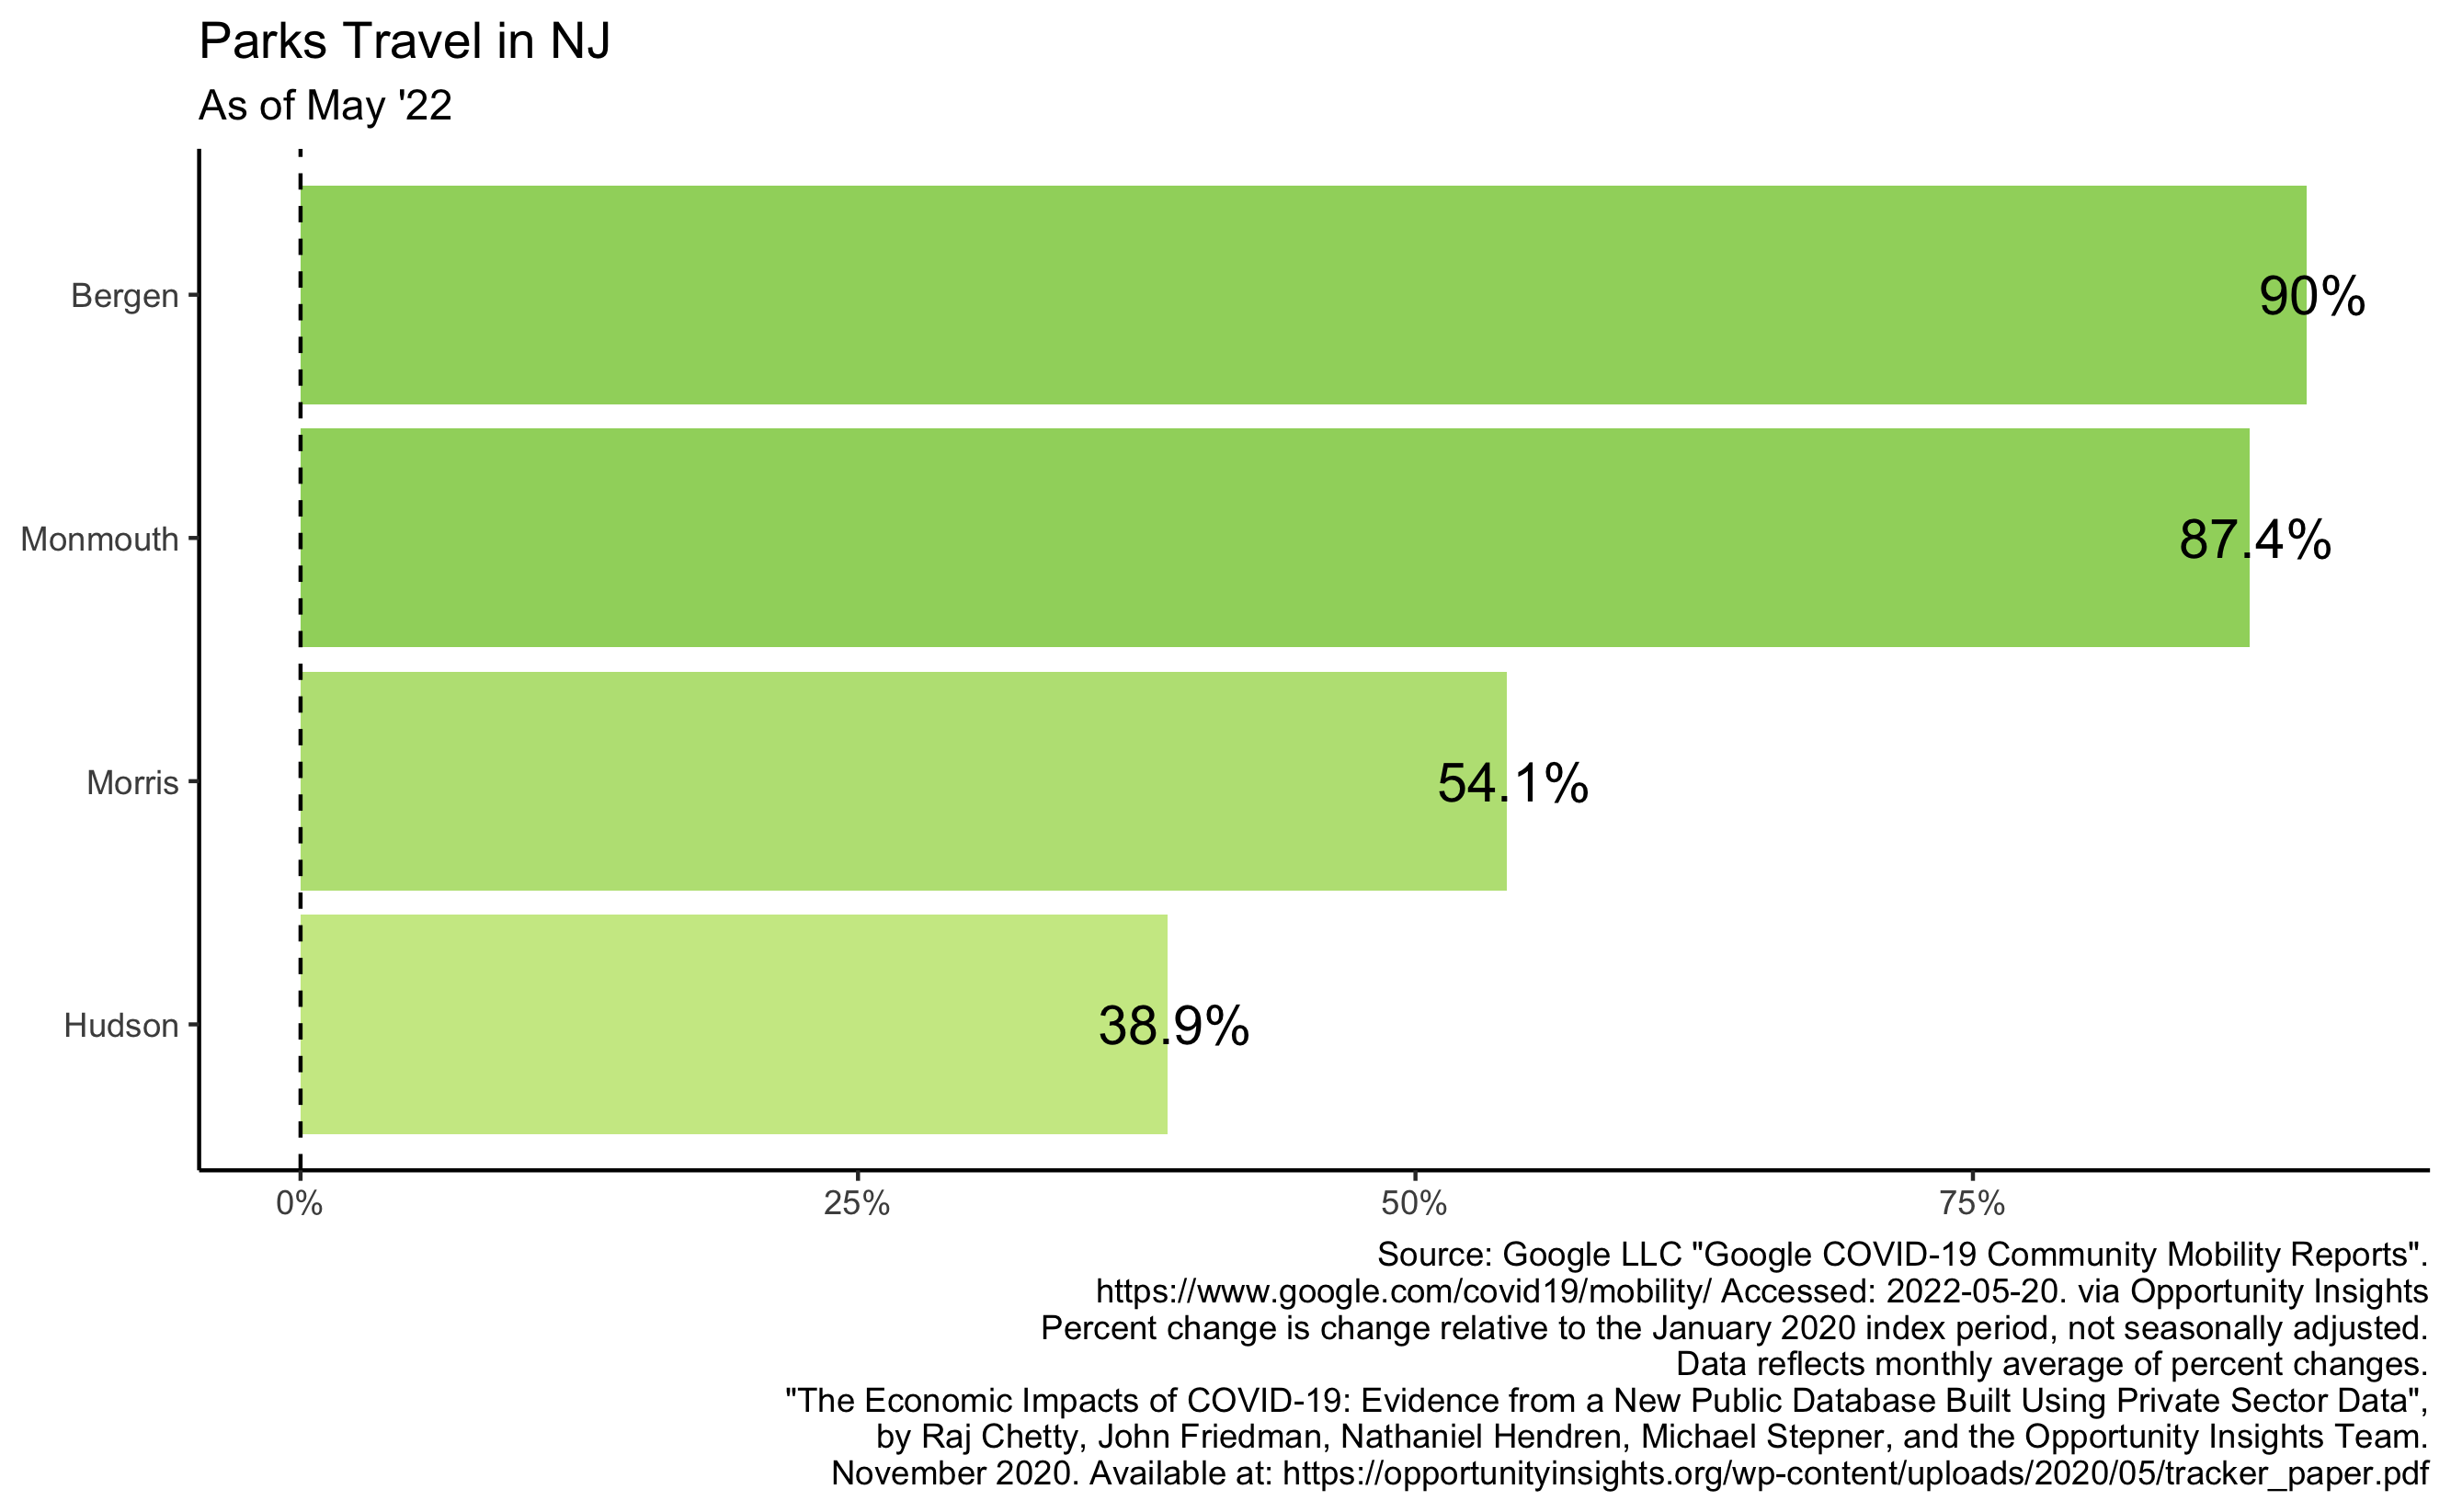 Parks Travel in NJ
As of May '22
Bergen
90%
Monmouth
87.4%
Morris
54.1%
Hudson
38.9%
0%
25%
50%
75%
Source: Google LLC "Google COVID-19 Community Mobility Reports".
https://www.google.com/covid19/mobility/ Accessed: 2022-05-20. via Opportunity Insights
Percent change is change relative to the January 2020 index period, not seasonally adjusted.
Data reflects monthly average of percent changes.
"The Economic Impacts of COVID-19: Evidence from a New Public Database Built Using Private Sector Data",
by Raj Chetty, John Friedman, Nathaniel Hendren, Michael Stepner, and the Opportunity Insights Team.
November 2020. Available at: https://opportunityinsights.org/wp-content/uploads/2020/05/tracker_paper.pdf